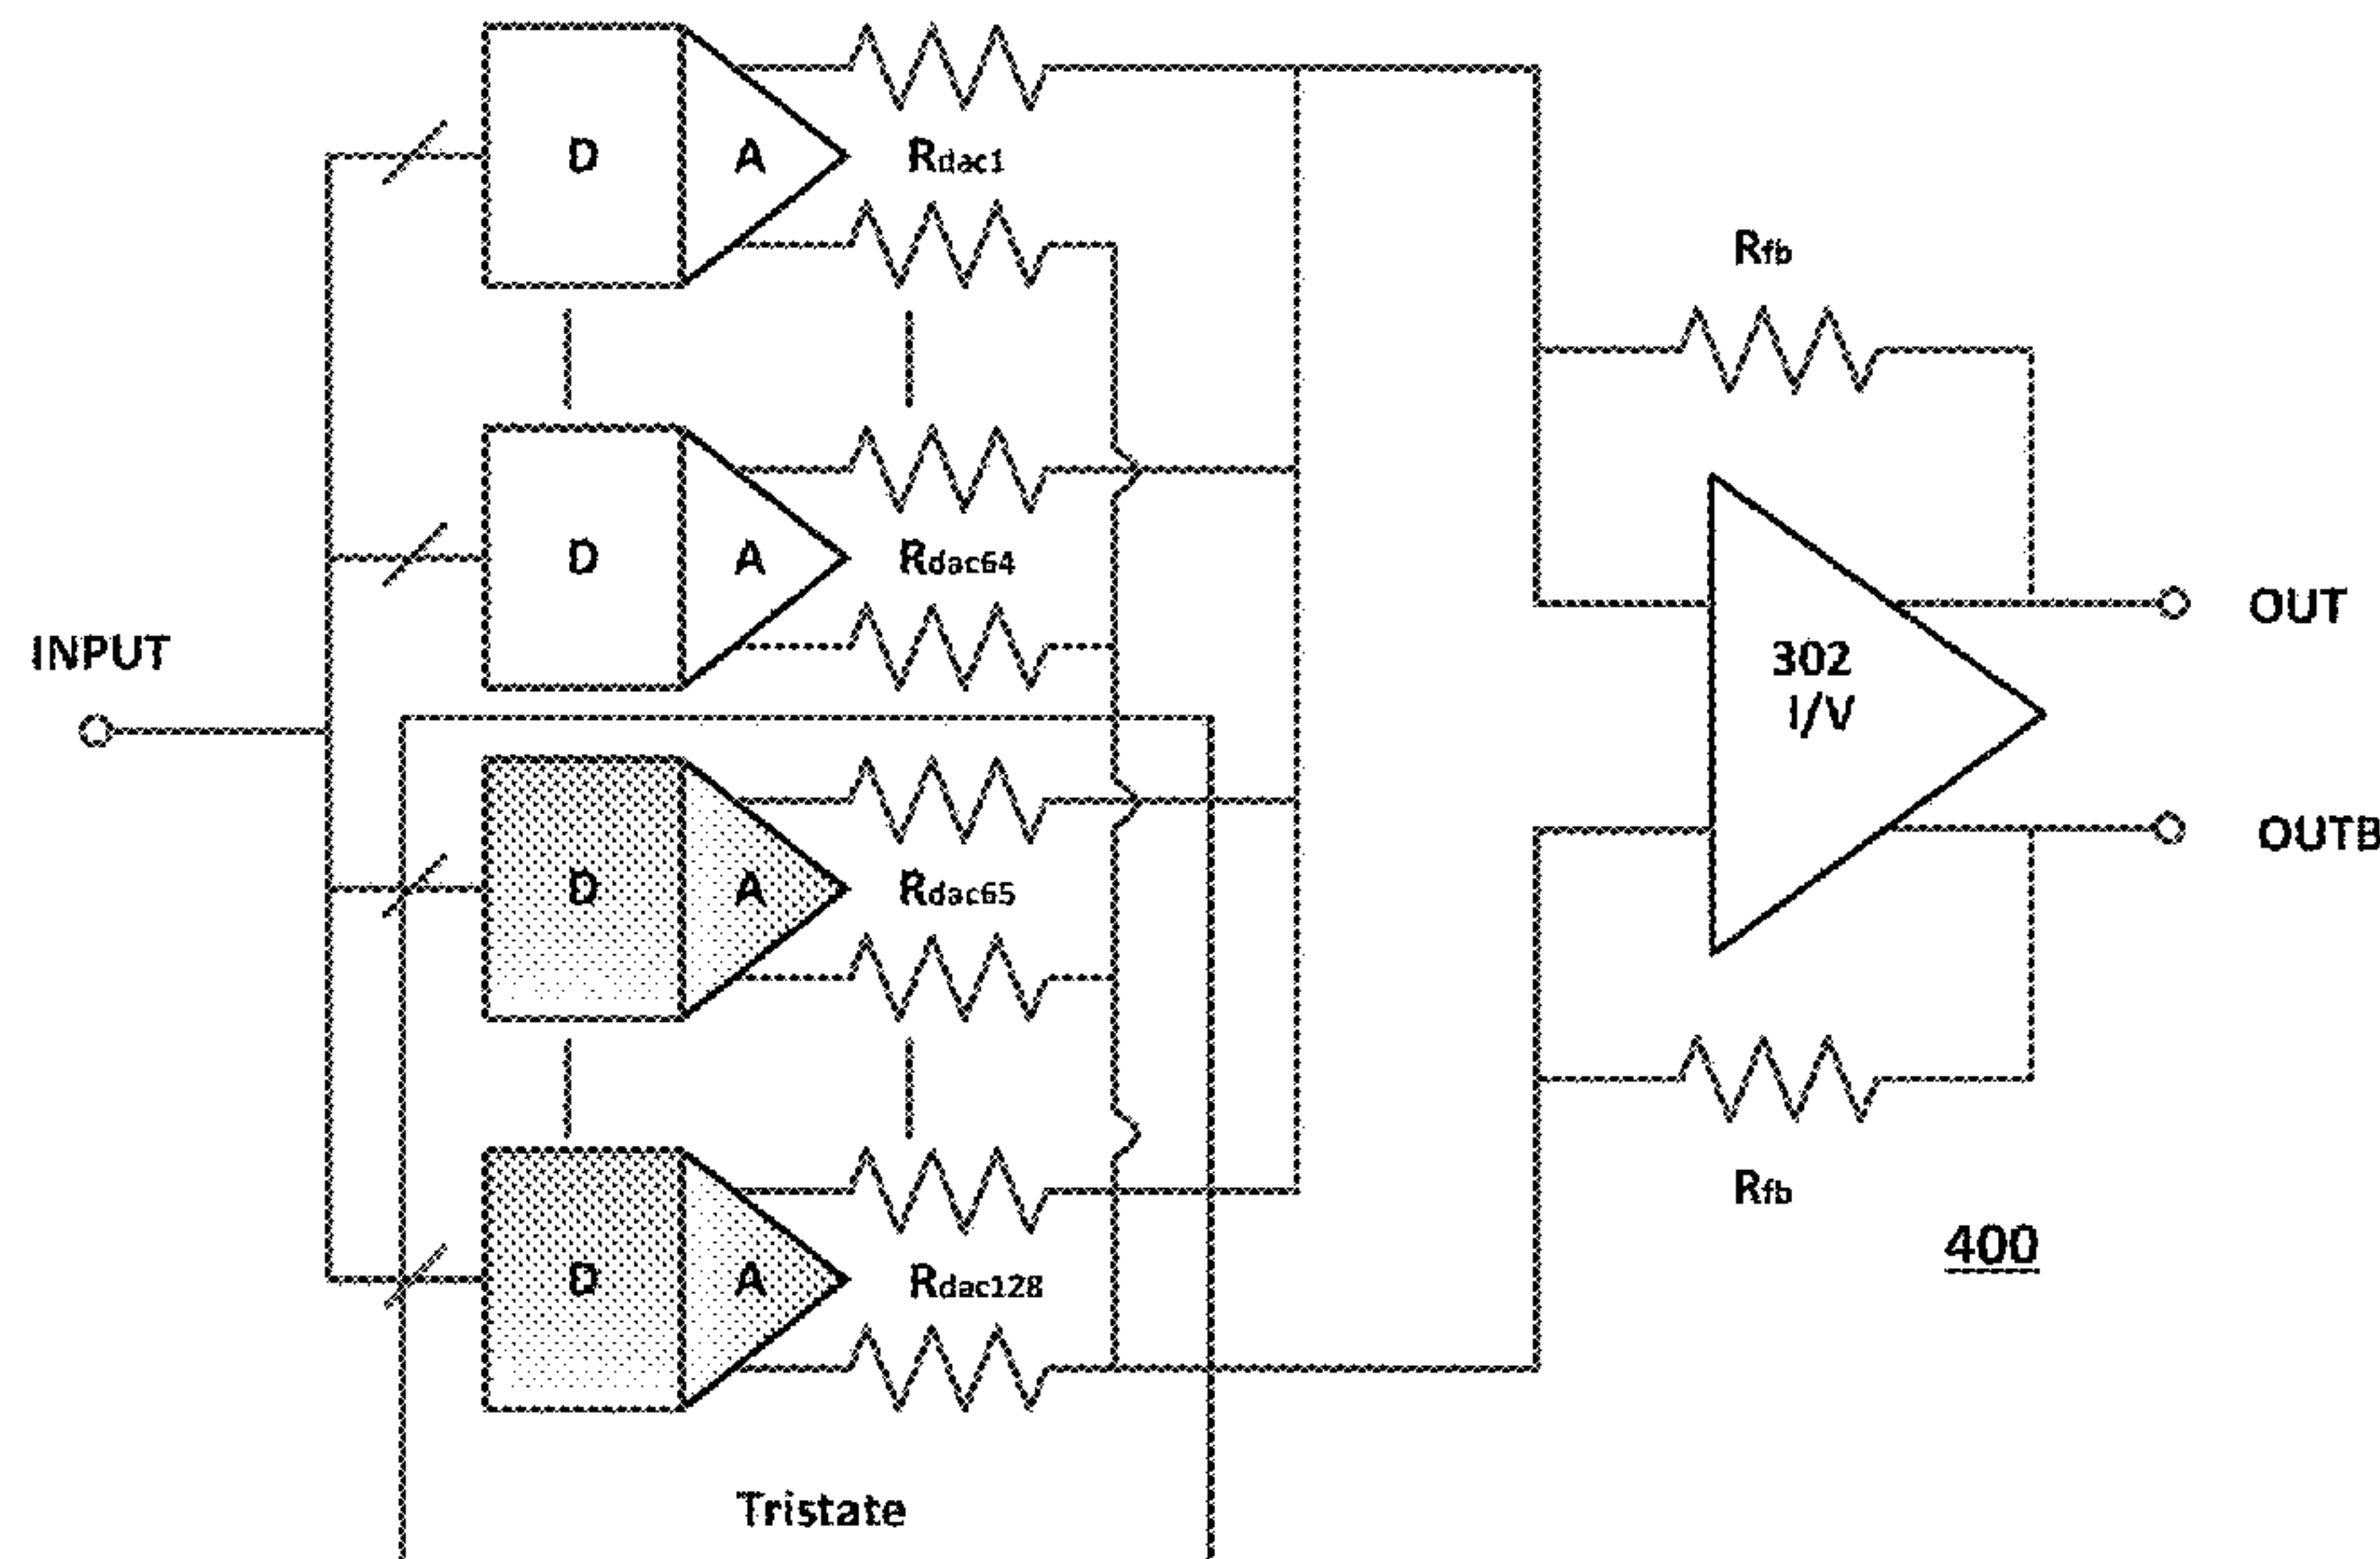 D A Rdac1
Rfb
D A Rdac64
INPUT
302
I/V
OUT
OUTB
D A Rdac65
D A Rdac128
Rfb
400
Tristate